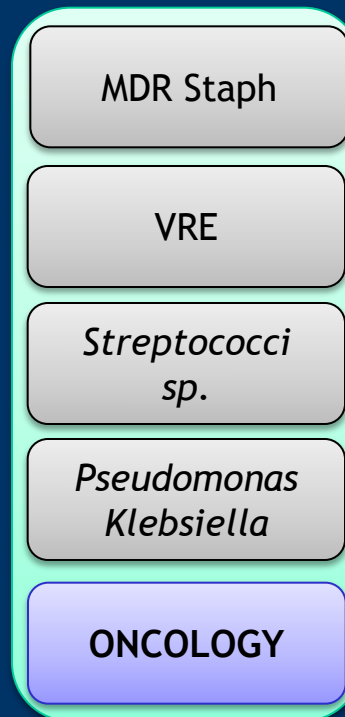 MDR Staph
VRE
Streptococci
sp.
Pseudomonas
Klebsiella
ONCOLOGY